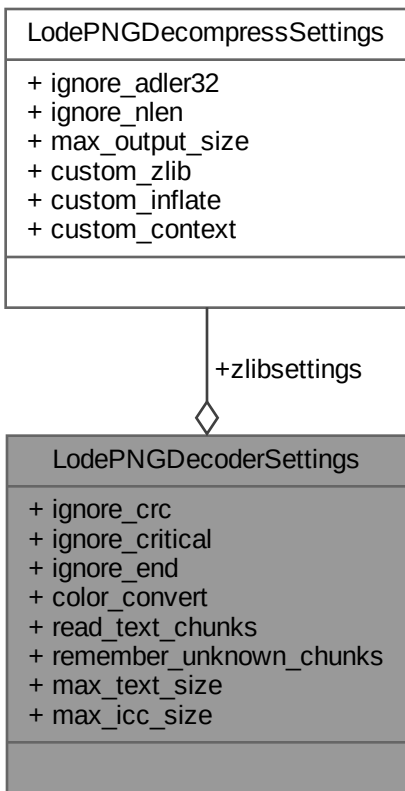 LodePNGDecompressSettings
+ ignore_adler32
+ ignore_nlen
+ max_output_size
+ custom_zlib
+ custom_inflate
+ custom_context
+zlibsettings
LodePNGDecoderSettings
+ ignore_crc
+ ignore_critical
+ ignore_end
+ color_convert
+ read_text_chunks
+ remember_unknown_chunks
+ max_text_size
+ max_icc_size